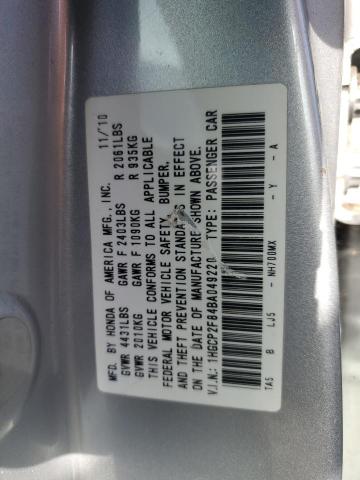 MFD. BY HONDA OF AMERICA MFG., INC. 11/10
GVWR 4431LBS GAWR F 2403LBS R 2061LBS
GVWR 2010KG GAWR F 1090KG R 935KG
THIS VEHICLE CONFORMS TO ALL APPLICABLE
FEDERAL MOTOR VEHICLE SAFETY, BUMPER,
AND THEFT PREVENTION STANDARDS IN EFFECT
ON THE DATE OF MANUFACTURE SHOWN ABOVE.
V.I.N.: 1HGCP2F84BA049220 TYPE: PASSENGER CAR
TA5 B LJ5 - NH700MX - Y - A